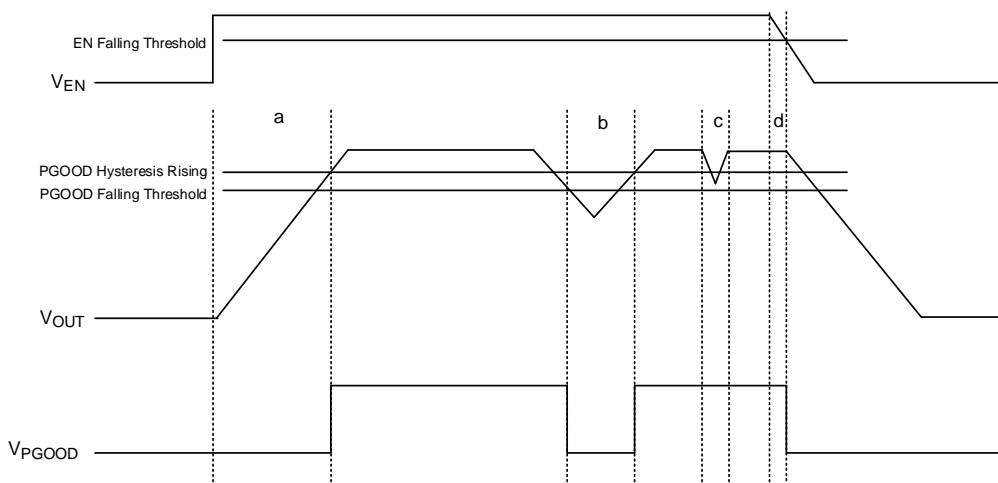 EN Falling Threshold
VEN
a
b
c
d
PGOOD Hysteresis Rising
PGOOD Falling Threshold
VOUT
VPGOOD